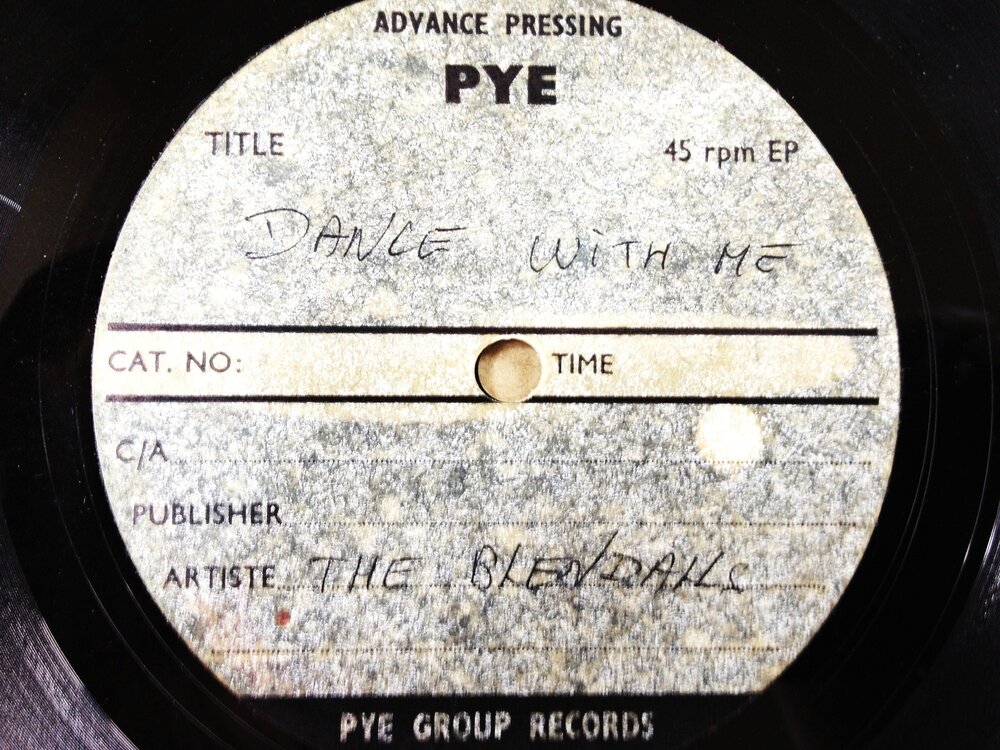 ADVANCE PRESSING
PYE
TITLE 45 rpm EP
DANCE WITH ME
CAT. NO: TIME
C/A
PUBLISHER
ARTISTE THE BLENDALLS
PYE GROUP RECORDS